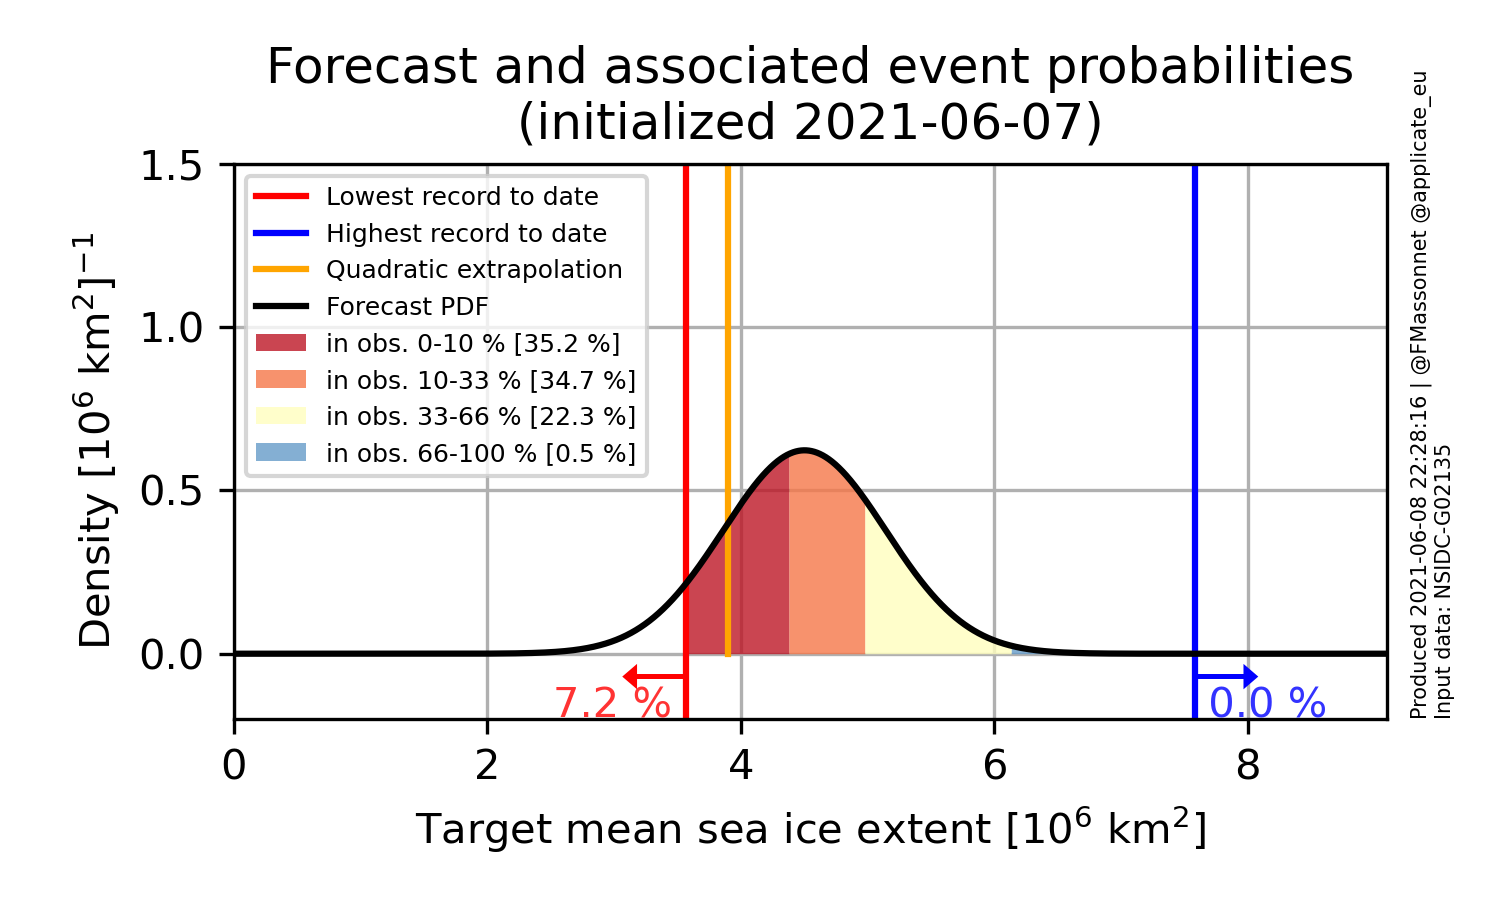 Forecast and associated event probabilities
(initialized 2021-06-07)
1.5
1.0
0.5
0.0
Density [10⁶ km²]⁻¹
Lowest record to date
Highest record to date
Quadratic extrapolation
Forecast PDF
in obs. 0-10 % [35.2 %]
in obs. 10-33 % [34.7 %]
in obs. 33-66 % [22.3 %]
in obs. 66-100 % [0.5 %]
7.2 %
0.0 %
0 2 4 6 8
Target mean sea ice extent [10⁶ km²]
Produced 2021-06-08 22:28:16 | @FMassonnet @applicate_eu
Input data: NSIDC-G02135